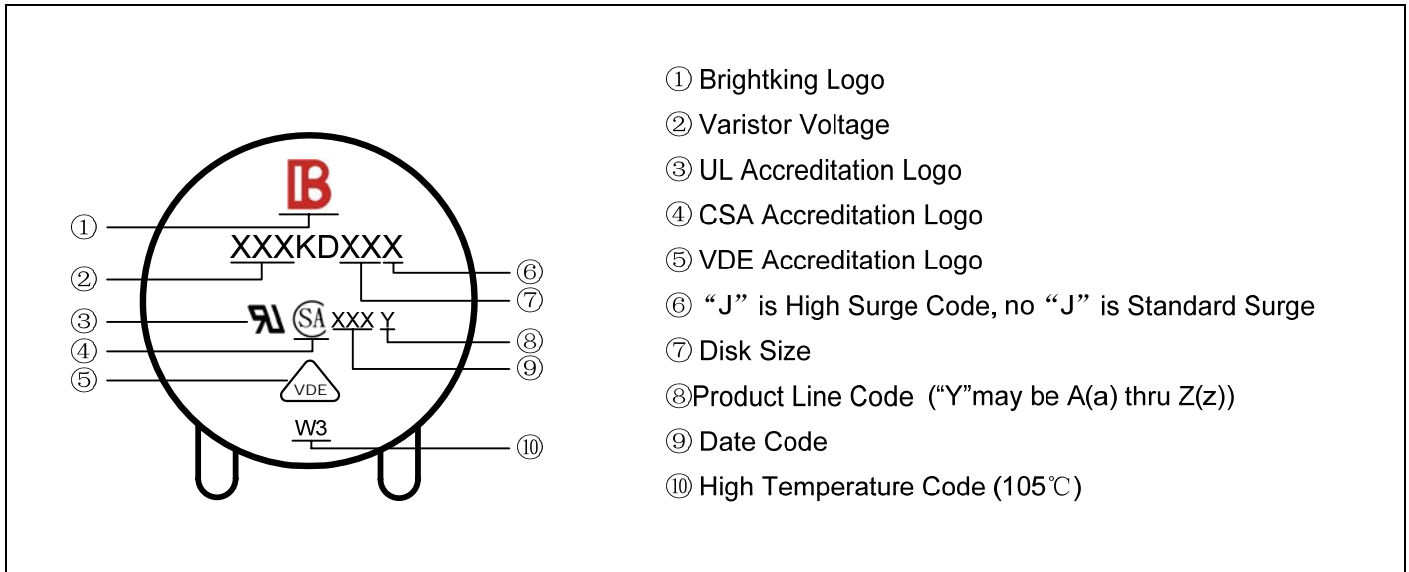 ① Brightking Logo
② Varistor Voltage
③ UL Accreditation Logo
④ CSA Accreditation Logo
⑤ VDE Accreditation Logo
⑥ “J” is High Surge Code, no “J” is Standard Surge
⑦ Disk Size
⑧Product Line Code (“Y”may be A(a) thru Z(z))
⑨ Date Code
⑩ High Temperature Code (105℃)
B
①
XXXKDXXX
②
⑥
⑦
③
RU SA XXX Y
④
⑧
⑨
⑤
VDE
W3
⑩